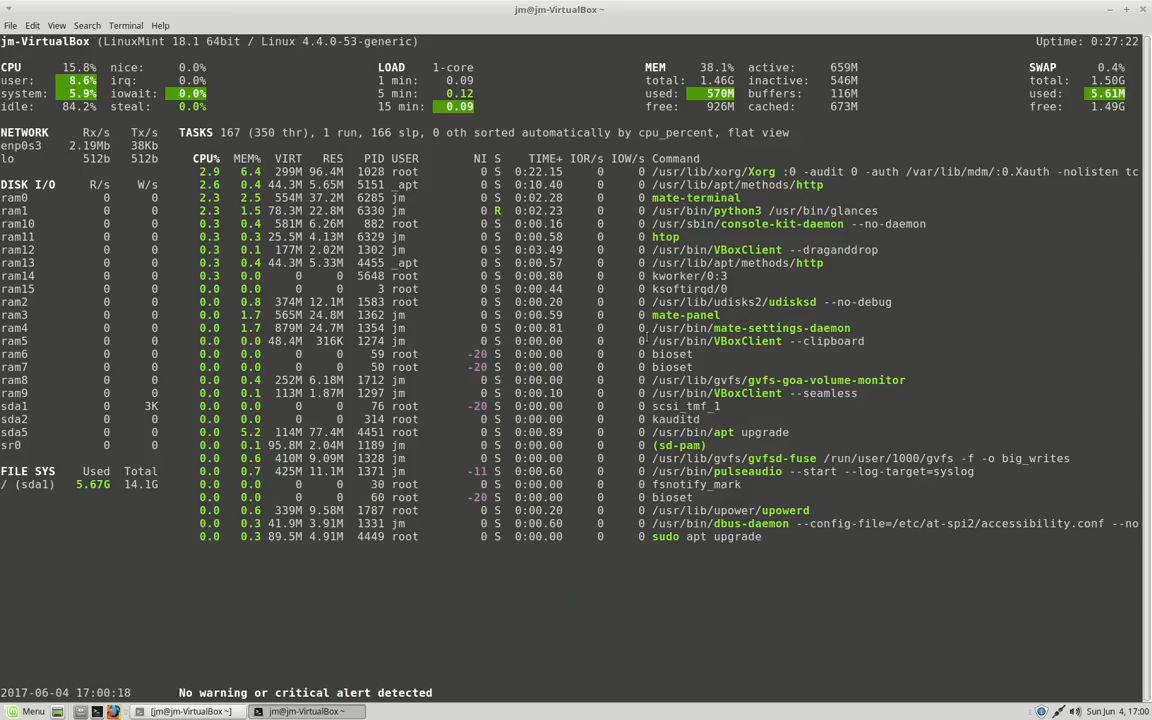 jm@jm-VirtualBox ~
File Edit View Search Terminal Help
jm-VirtualBox (LinuxMint 18.1 64bit / Linux 4.4.0-53-generic) Uptime: 0:27:22
CPU 15.8% nice: 0.0% LOAD 1-core MEM 38.1% active: 659M SWAP 0.4%
user: 8.6% irq: 0.0% 1 min: 0.09 total: 1.46G inactive: 546M total: 1.50G
system: 5.9% iowait: 0.0% 5 min: 0.12 used: 570M buffers: 116M used: 5.61M
idle: 84.2% steal: 0.0% 15 min: 0.09 free: 926M cached: 673M free: 1.49G
NETWORK Rx/s Tx/s TASKS 167 (350 thr), 1 run, 166 slp, 0 oth sorted automatically by cpu_percent, flat view
enp0s3 2.19Mb 38Kb
lo 512b 512b CPU% MEM% VIRT RES PID USER NI S TIME+ IOR/s IOW/s Command
2.9 6.4 299M 96.4M 1028 root 0 S 0:22.15 0 0 /usr/lib/xorg/Xorg :0 -audit 0 -auth /var/lib/mdm/:0.Xauth -nolisten tc
DISK I/O R/s W/s 2.6 0.4 44.3M 5.65M 5151 _apt 0 S 0:10.40 0 0 /usr/lib/apt/methods/http
ram0 0 0 2.3 2.5 554M 37.2M 6285 jm 0 S 0:02.28 0 0 mate-terminal
ram1 0 0 2.3 1.5 78.3M 22.8M 6330 jm 0 R 0:02.23 0 0 /usr/bin/python3 /usr/bin/glances
ram10 0 0 0.3 0.4 581M 6.26M 882 root 0 S 0:00.16 0 0 /usr/sbin/console-kit-daemon --no-daemon
ram11 0 0 0.3 0.3 25.5M 4.13M 6329 jm 0 S 0:00.58 0 0 htop
ram12 0 0 0.3 0.1 177M 2.02M 1302 jm 0 S 0:03.49 0 0 /usr/bin/VBoxClient --draganddrop
ram13 0 0 0.3 0.4 44.3M 5.33M 4455 _apt 0 S 0:00.57 0 0 /usr/lib/apt/methods/http
ram14 0 0 0.3 0.0 0 0 5648 root 0 S 0:00.80 0 0 kworker/0:3
ram15 0 0 0.0 0.0 0 0 3 root 0 S 0:00.44 0 0 ksoftirqd/0
ram2 0 0 0.0 0.8 374M 12.1M 1583 root 0 S 0:00.20 0 0 /usr/lib/udisks2/udisksd --no-debug
ram3 0 0 0.0 1.7 565M 24.8M 1362 jm 0 S 0:00.59 0 0 mate-panel
ram4 0 0 0.0 1.7 879M 24.7M 1354 jm 0 S 0:00.81 0 0 /usr/bin/mate-settings-daemon
ram5 0 0 0.0 0.0 48.4M 316K 1274 jm 0 S 0:00.00 0 0 /usr/bin/VBoxClient --clipboard
ram6 0 0 0.0 0.0 0 0 59 root -20 S 0:00.00 0 0 bioset
ram7 0 0 0.0 0.0 0 0 50 root -20 S 0:00.00 0 0 bioset
ram8 0 0 0.0 0.4 252M 6.18M 1712 jm 0 S 0:00.00 0 0 /usr/lib/gvfs/gvfs-goa-volume-monitor
ram9 0 0 0.0 0.1 113M 1.87M 1297 jm 0 S 0:00.10 0 0 /usr/bin/VBoxClient --seamless
sda1 0 3K 0.0 0.0 0 0 76 root -20 S 0:00.00 0 0 scsi_tmf_1
sda2 0 0 0.0 0.0 0 0 314 root 0 S 0:00.00 0 0 kauditd
sda5 0 0 0.0 5.2 114M 77.4M 4451 root 0 S 0:00.89 0 0 /usr/bin/apt upgrade
sr0 0 0 0.0 0.1 95.8M 2.04M 1189 jm 0 S 0:00.00 0 0 (sd-pam)
0.0 0.6 410M 9.09M 1328 jm 0 S 0:00.00 0 0 /usr/lib/gvfs/gvfsd-fuse /run/user/1000/gvfs -f -o big_writes
FILE SYS Used Total 0.0 0.7 425M 11.1M 1371 jm -11 S 0:00.60 0 0 /usr/bin/pulseaudio --start --log-target=syslog
/ (sda1) 5.67G 14.1G 0.0 0.0 0 0 30 root 0 S 0:00.00 0 0 fsnotify_mark
0.0 0.0 0 0 60 root -20 S 0:00.00 0 0 bioset
0.0 0.6 339M 9.58M 1787 root 0 S 0:00.20 0 0 /usr/lib/upower/upowerd
0.0 0.3 41.9M 3.91M 1331 jm 0 S 0:00.60 0 0 /usr/bin/dbus-daemon --config-file=/etc/at-spi2/accessibility.conf --no
0.0 0.3 89.5M 4.91M 4449 root 0 S 0:00.00 0 0 sudo apt upgrade
2017-06-04 17:00:18 No warning or critical alert detected
Menu [jm@jm-VirtualBox ~] jm@jm-VirtualBox ~ Sun Jun 4, 17:00